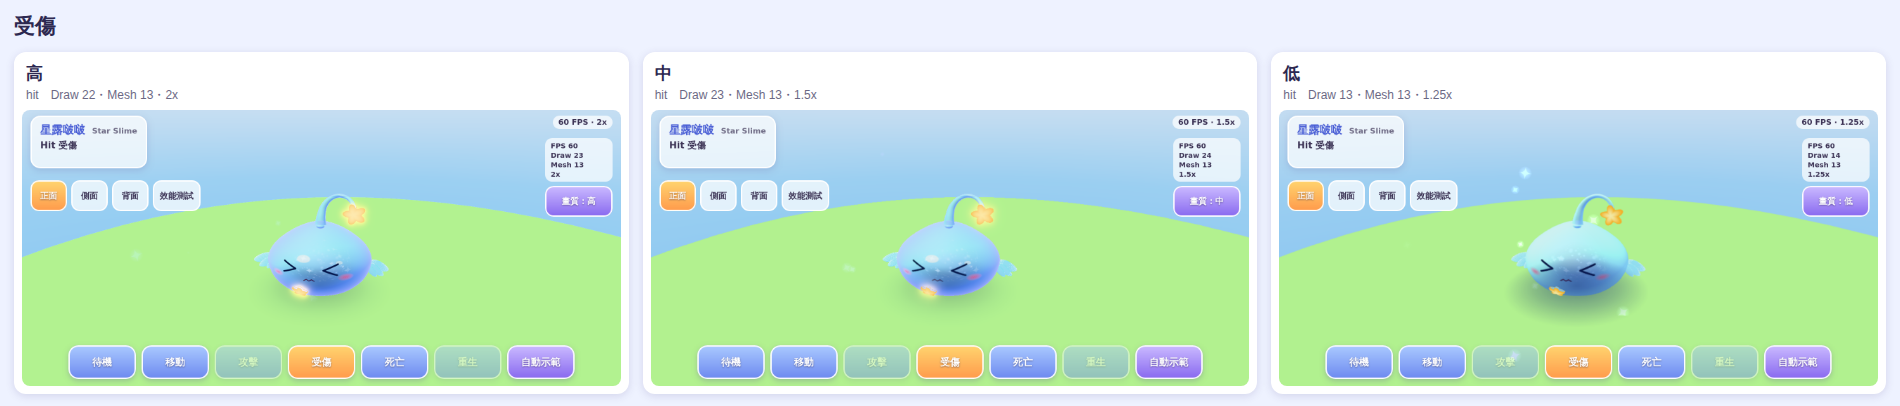 受傷
高
hit Draw 22・Mesh 13・2x
星露啵啵 Star Slime
Hit 受傷
60 FPS · 2x
FPS 60
Draw 23
Mesh 13
2x
正面 側面 背面 效能測試
畫質：高
待機 移動 攻擊 受傷 死亡 重生 自動示範
中
hit Draw 23・Mesh 13・1.5x
星露啵啵 Star Slime
Hit 受傷
60 FPS · 1.5x
FPS 60
Draw 24
Mesh 13
1.5x
正面 側面 背面 效能測試
畫質：中
待機 移動 攻擊 受傷 死亡 重生 自動示範
低
hit Draw 13・Mesh 13・1.25x
星露啵啵 Star Slime
Hit 受傷
60 FPS · 1.25x
FPS 60
Draw 14
Mesh 13
1.25x
正面 側面 背面 效能測試
畫質：低
待機 移動 攻擊 受傷 死亡 重生 自動示範